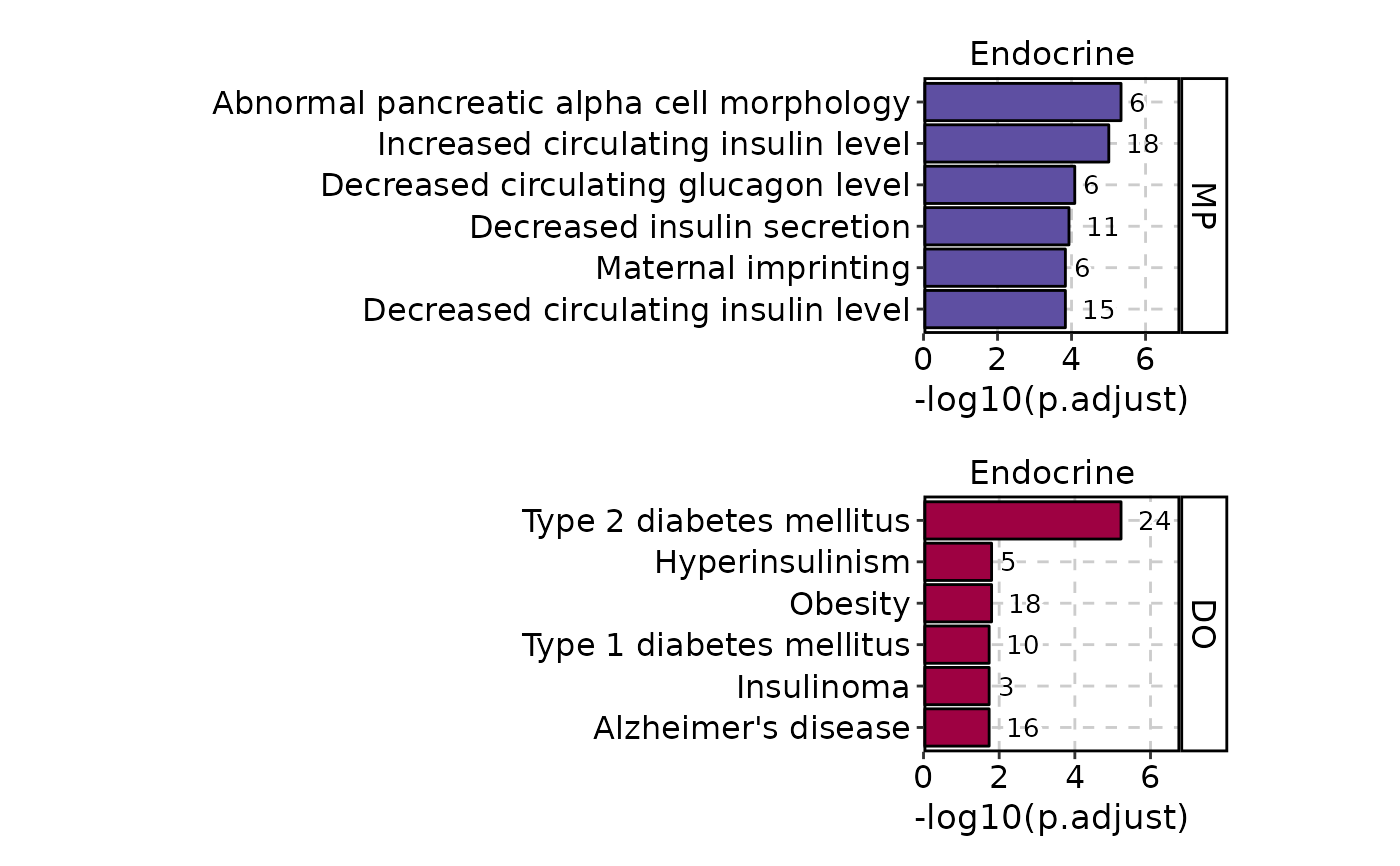 Endocrine
Abnormal pancreatic alpha cell morphology 6
Increased circulating insulin level 18
Decreased circulating glucagon level 6
Decreased insulin secretion 11
Maternal imprinting 6
Decreased circulating insulin level 15
MP
0 2 4 6
-log10(p.adjust)
Endocrine
Type 2 diabetes mellitus 24
Hyperinsulinism 5
Obesity 18
Type 1 diabetes mellitus 10
Insulinoma 3
Alzheimer's disease 16
DO
0 2 4 6
-log10(p.adjust)